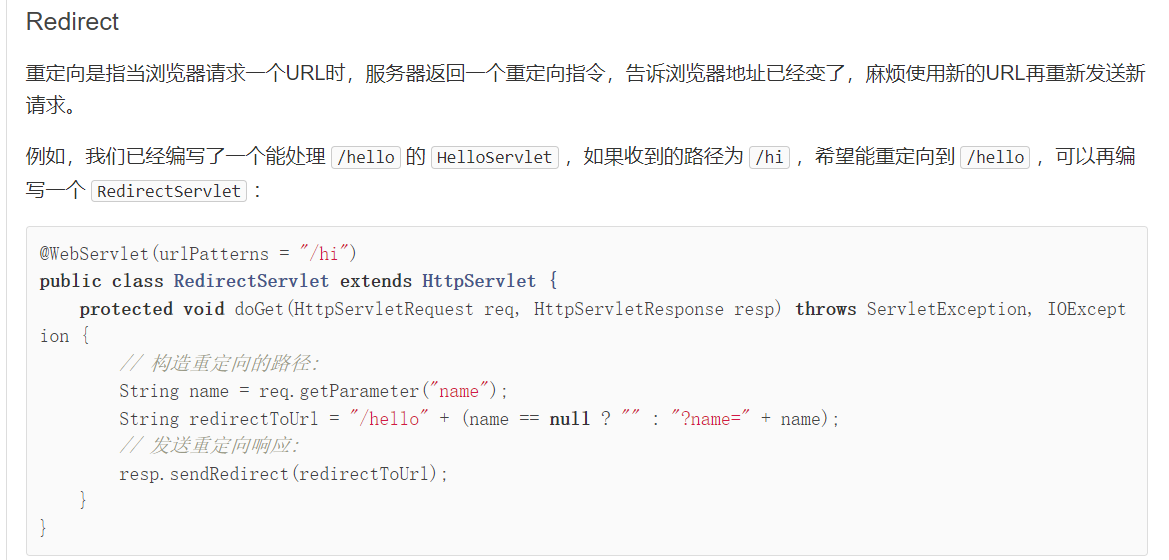 Redirect
重定向是指当浏览器请求一个URL时，服务器返回一个重定向指令，告诉浏览器地址已经变了，麻烦使用新的URL再重新发送新
请求。
例如，我们已经编写了一个能处理 /hello 的 HelloServlet ，如果收到的路径为 /hi ，希望能重定向到 /hello ，可以再编
写一个 RedirectServlet ：
@WebServlet(urlPatterns = "/hi")
public class RedirectServlet extends HttpServlet {
    protected void doGet(HttpServletRequest req, HttpServletResponse resp) throws ServletException, IOExcept
ion {
        // 构造重定向的路径:
        String name = req.getParameter("name");
        String redirectToUrl = "/hello" + (name == null ? "" : "?name=" + name);
        // 发送重定向响应:
        resp.sendRedirect(redirectToUrl);
    }
}